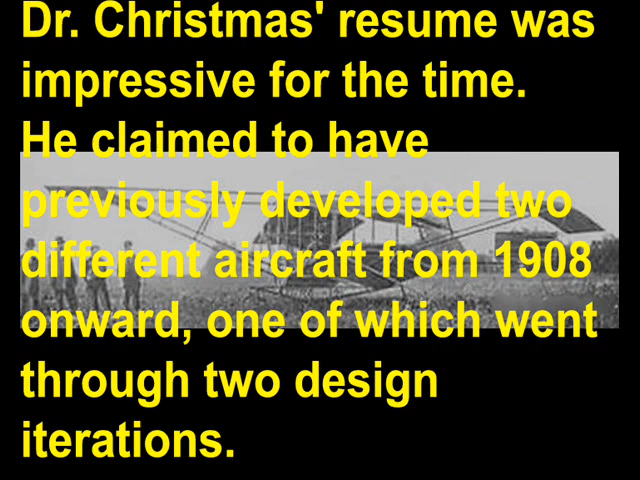 Dr. Christmas' resume was
impressive for the time.
He claimed to have
previously developed two
different aircraft from 1908
onward, one of which went
through two design
iterations.